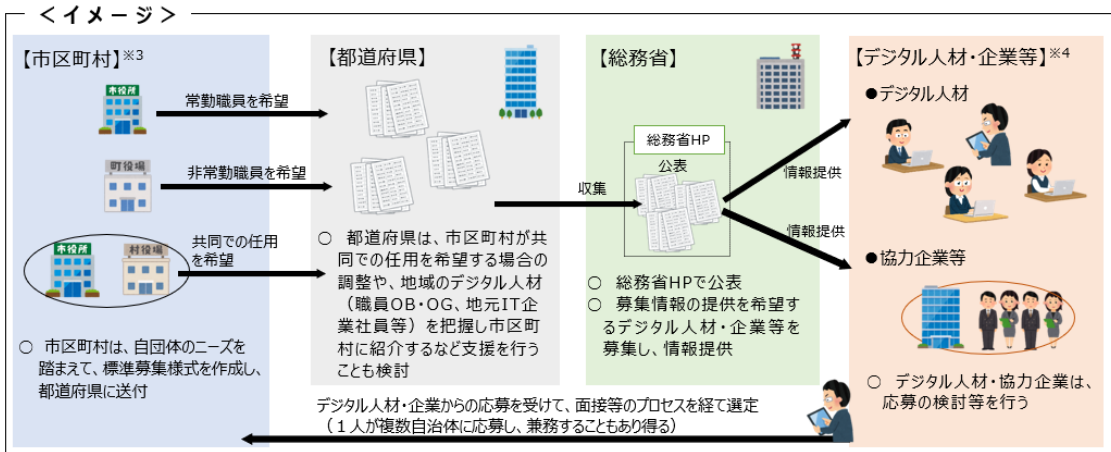 ＜イメージ＞
【市区町村】※3
市役所
常勤職員を希望
町役場
非常勤職員を希望
市役所
村役場
共同での任用
を希望
○ 市区町村は、自団体のニーズを
踏まえて、標準募集様式を作成し、
都道府県に送付
【都道府県】
○ 都道府県は、市区町村が共
同での任用を希望する場合の
調整や、地域のデジタル人材
（職員OB・OG、地元IT企
業社員等）を把握し市区町
村に紹介するなど支援を行う
ことも検討
収集
【総務省】
総務省HP
公表
○ 総務省HPで公表
○ 募集情報の提供を希望す
るデジタル人材・企業等を
募集し、情報提供
情報提供
情報提供
【デジタル人材・企業等】※4
●デジタル人材
●協力企業等
○ デジタル人材・協力企業は、
応募の検討等を行う
デジタル人材・企業からの応募を受けて、面接等のプロセスを経て選定
（１人が複数自治体に応募し、兼務することもあり得る）